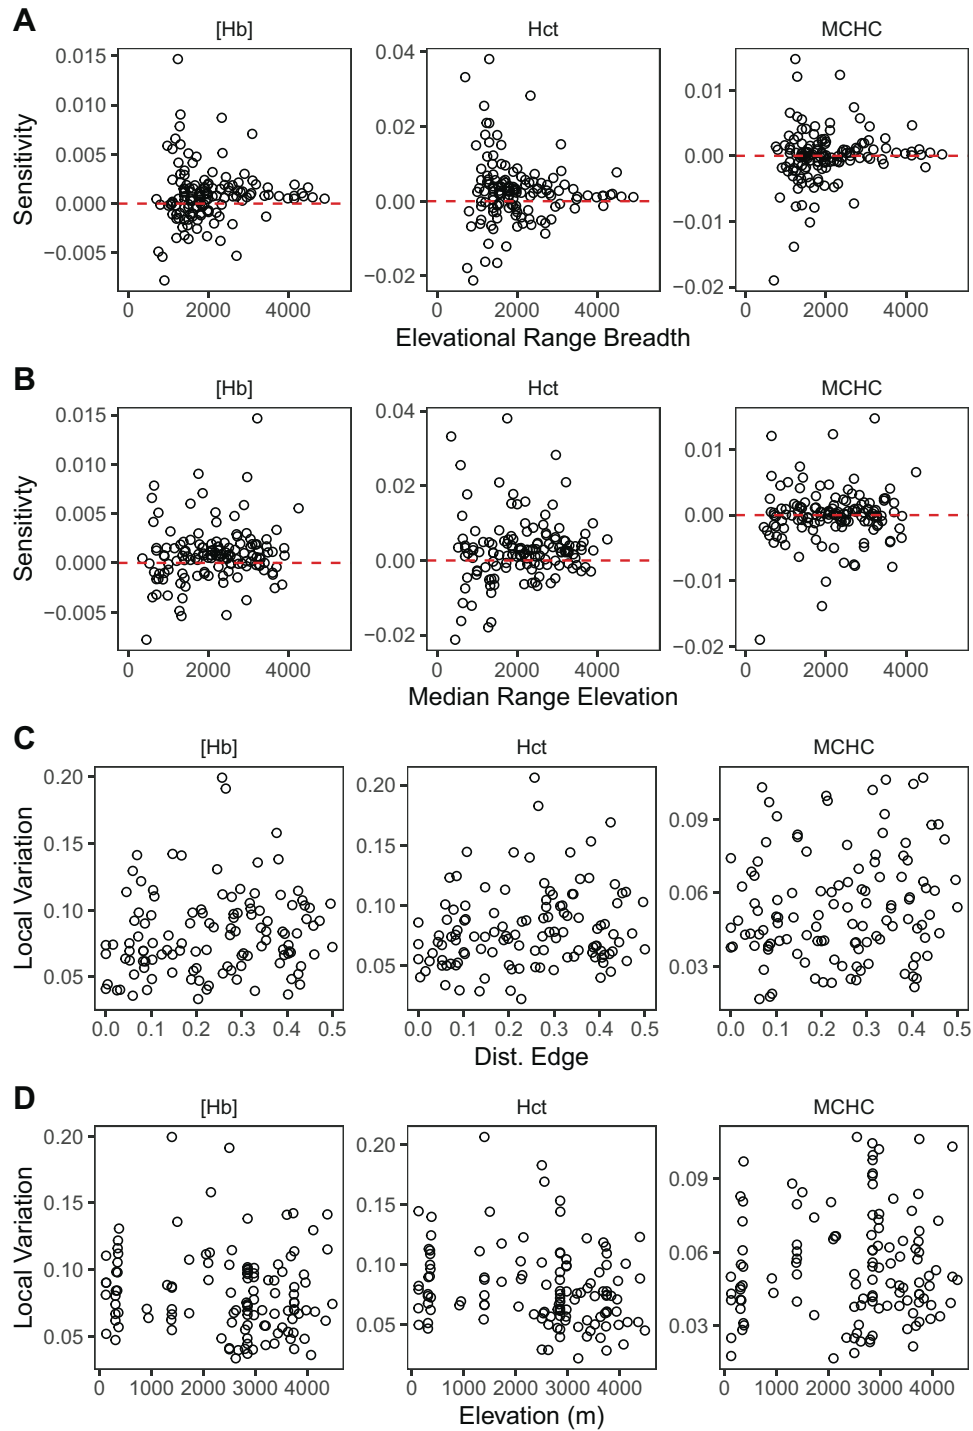 A
[Hb] Hct MCHC
Sensitivity
0.015
0.010
0.005
0.000
−0.005
0.04
0.02
0.00
−0.02
0.01
0.00
−0.01
−0.02
0 2000 4000 0 2000 4000 0 2000 4000
Elevational Range Breadth
B
[Hb] Hct MCHC
Sensitivty
0.015
0.010
0.005
0.000
−0.005
0.04
0.02
0.00
−0.02
0.01
0.00
−0.01
−0.02
0 2000 4000 0 2000 4000 0 2000 4000
Median Range Elevation
C
[Hb] Hct MCHC
Local Variation
0.20
0.15
0.10
0.05
0.20
0.15
0.10
0.05
0.09
0.06
0.03
0.0 0.1 0.2 0.3 0.4 0.5 0.0 0.1 0.2 0.3 0.4 0.5 0.0 0.1 0.2 0.3 0.4 0.5
Dist. Edge
D
[Hb] Hct MCHC
Local Variation
0.20
0.15
0.10
0.05
0.20
0.15
0.10
0.05
0.09
0.06
0.03
0 1000 2000 3000 4000 0 1000 2000 3000 4000 0 1000 2000 3000 4000
Elevation (m)